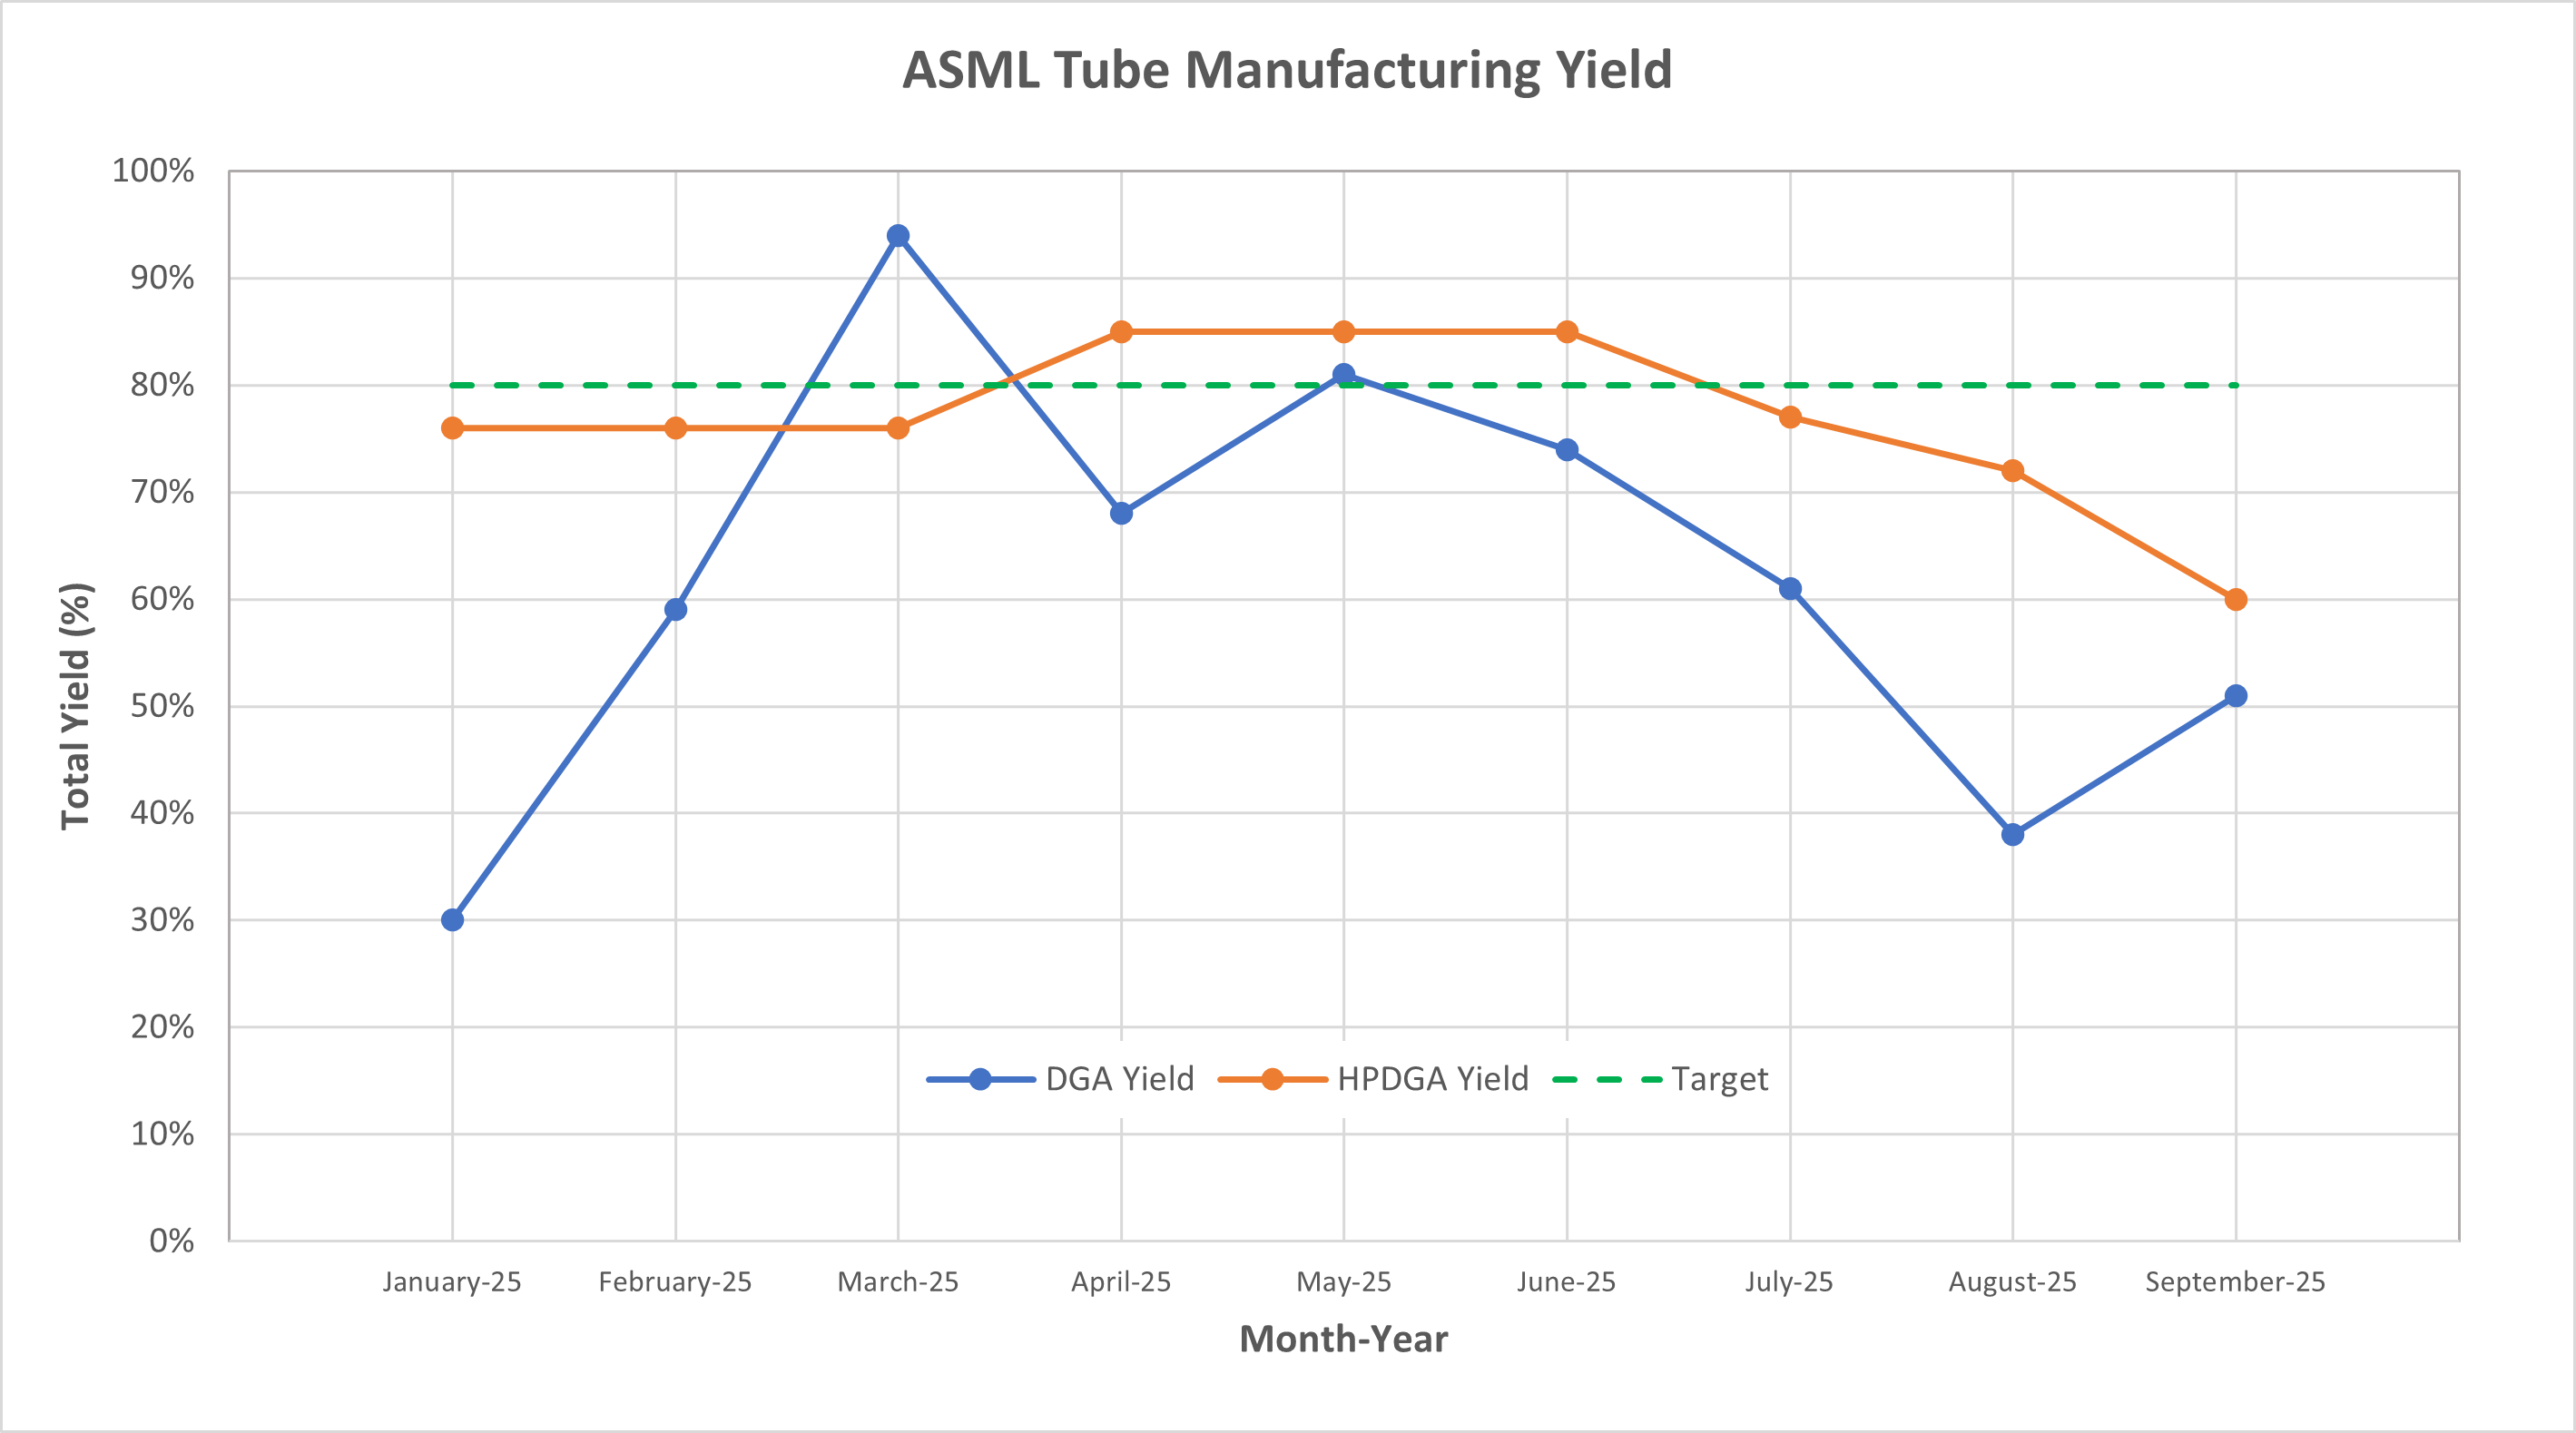 ASML Tube Manufacturing Yield
Total Yield (%)
100%
90%
80%
70%
60%
50%
40%
30%
20%
10%
0%
DGA Yield HPDGA Yield Target
January-25 February-25 March-25 April-25 May-25 June-25 July-25 August-25 September-25
Month-Year